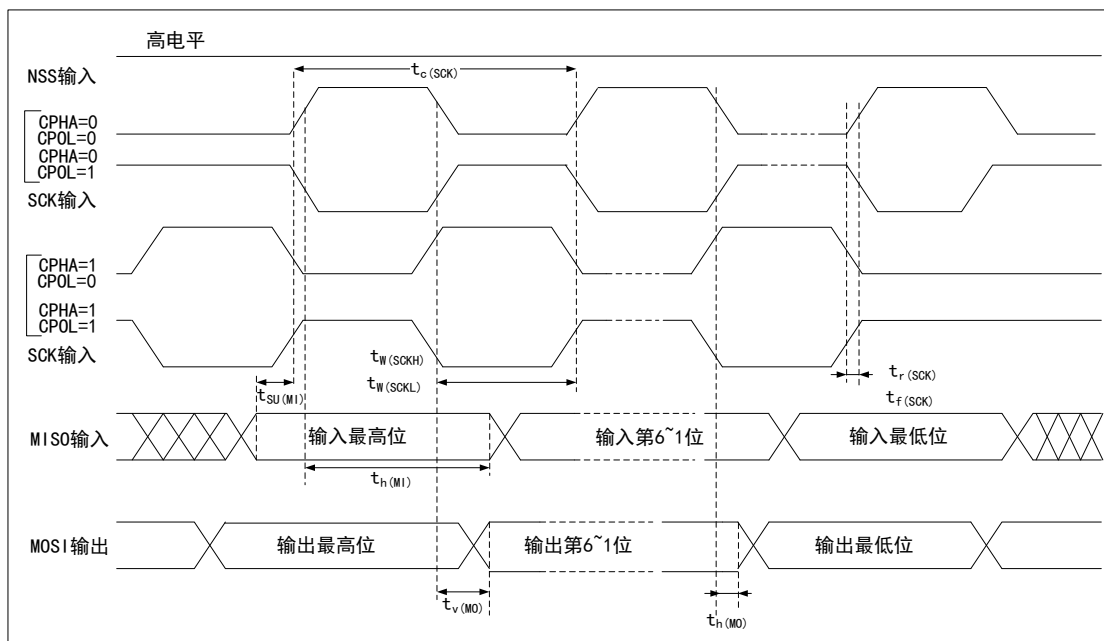 高电平
NSS输入
tc(SCK)
CPHA=0
CPOL=0
CPHA=0
CPOL=1
SCK输入
CPHA=1
CPOL=0
CPHA=1
CPOL=1
SCK输入
tW(SCKH)
tW(SCKL)
tr(SCK)
tf(SCK)
tSU(MI)
MISO输入
输入最高位
输入第6~1位
输入最低位
th(MI)
MOSI输出
输出最高位
输出第6~1位
输出最低位
tv(MO)
th(MO)